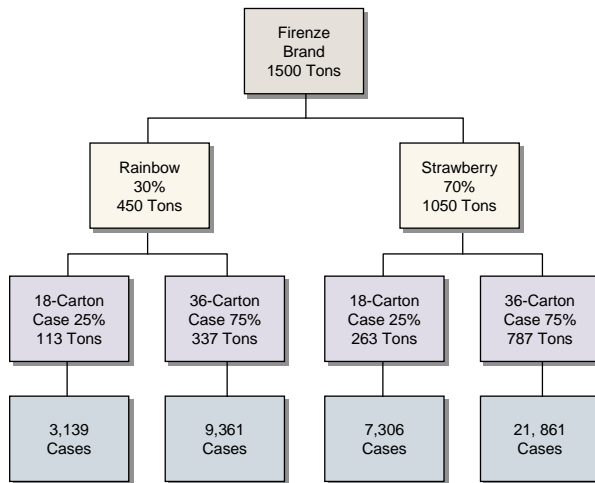 Firenze
Brand
1500 Tons
Rainbow
30%
450 Tons
Strawberry
70%
1050 Tons
18-Carton
Case 25%
113 Tons
36-Carton
Case 75%
337 Tons
18-Carton
Case 25%
263 Tons
36-Carton
Case 75%
787 Tons
3,139
Cases
9,361
Cases
7,306
Cases
21, 861
Cases